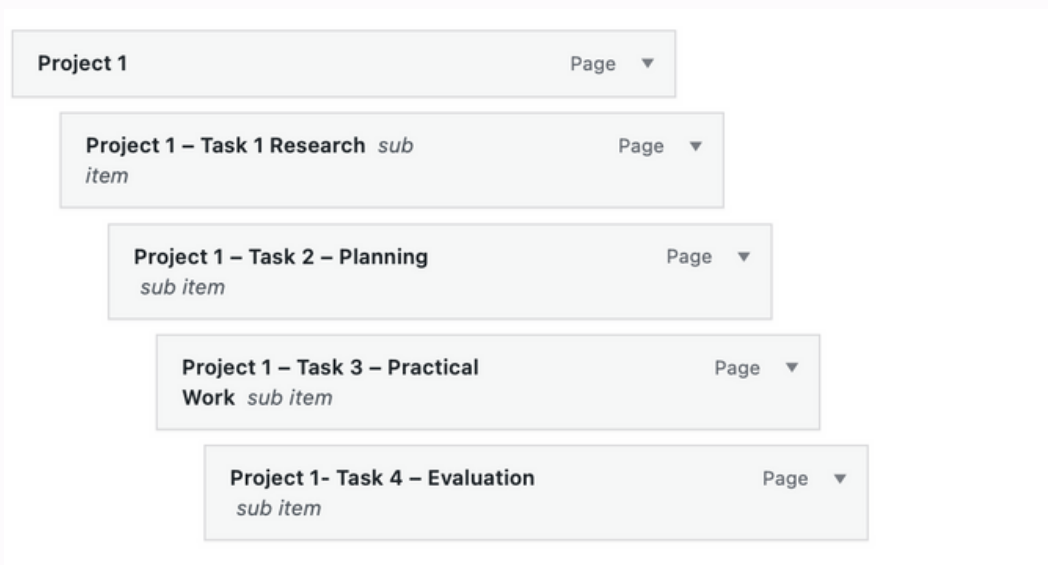 Project 1 Page ▼
Project 1 – Task 1 Research sub Page ▼
item
Project 1 – Task 2 – Planning Page ▼
sub item
Project 1 – Task 3 – Practical Page ▼
Work sub item
Project 1- Task 4 – Evaluation Page ▼
sub item